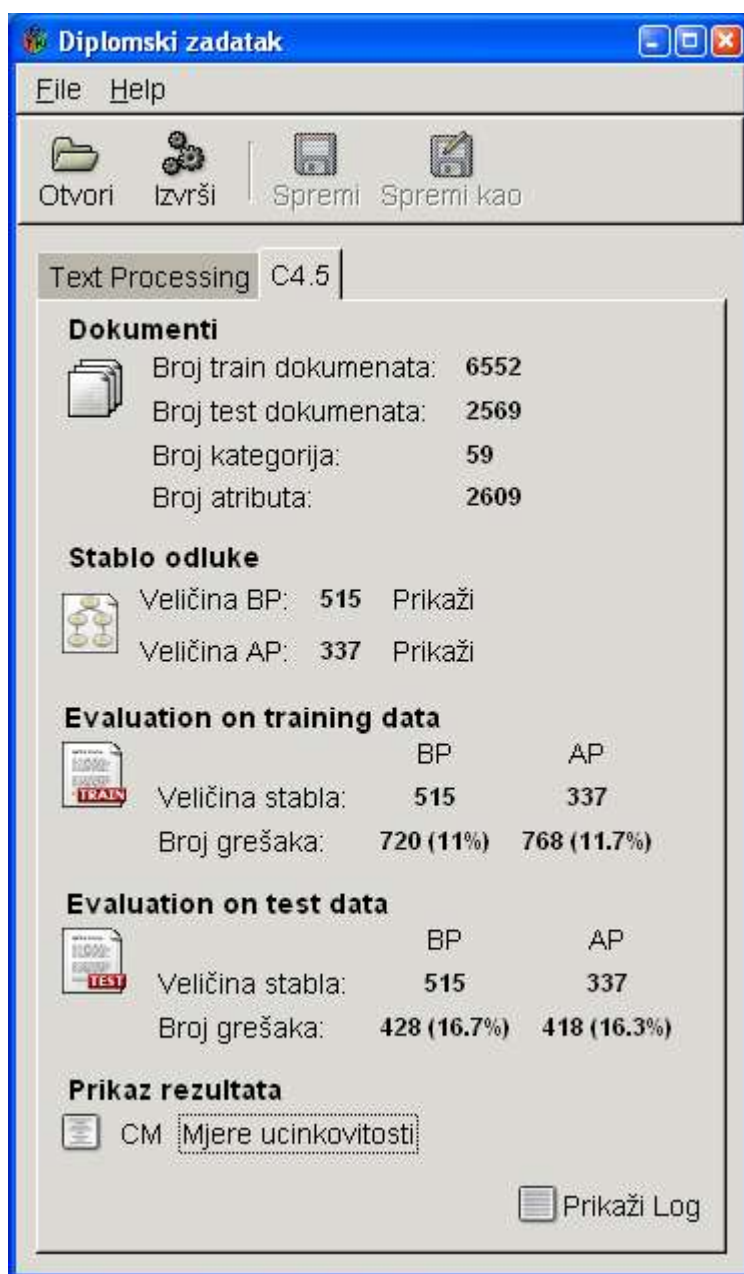 Diplomski zadatak
File Help
Otvori Izvrši Spremi Spremi kao
Text Processing C4.5
Dokumenti
Broj train dokumenata: 6552
Broj test dokumenata: 2569
Broj kategorija: 59
Broj atributa: 2609
Stablo odluke
Veličina BP: 515 Prikaži
Veličina AP: 337 Prikaži
Evaluation on training data
BP AP
TRAIN
Veličina stabla: 515 337
Broj grešaka: 720 (11%) 768 (11.7%)
Evaluation on test data
BP AP
TEST
Veličina stabla: 515 337
Broj grešaka: 428 (16.7%) 418 (16.3%)
Prikaz rezultata
CM Mjere ucinkovitosti
Prikaži Log